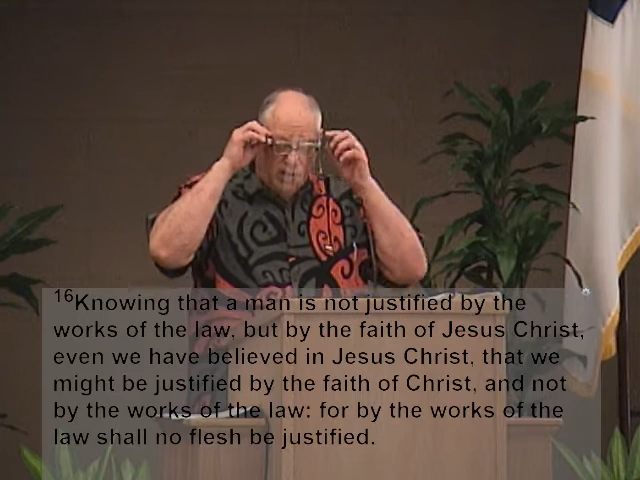 16Knowing that a man is not justified by the
works of the law, but by the faith of Jesus Christ,
even we have believed in Jesus Christ, that we
might be justified by the faith of Christ, and not
by the works of the law: for by the works of the
law shall no flesh be justified.